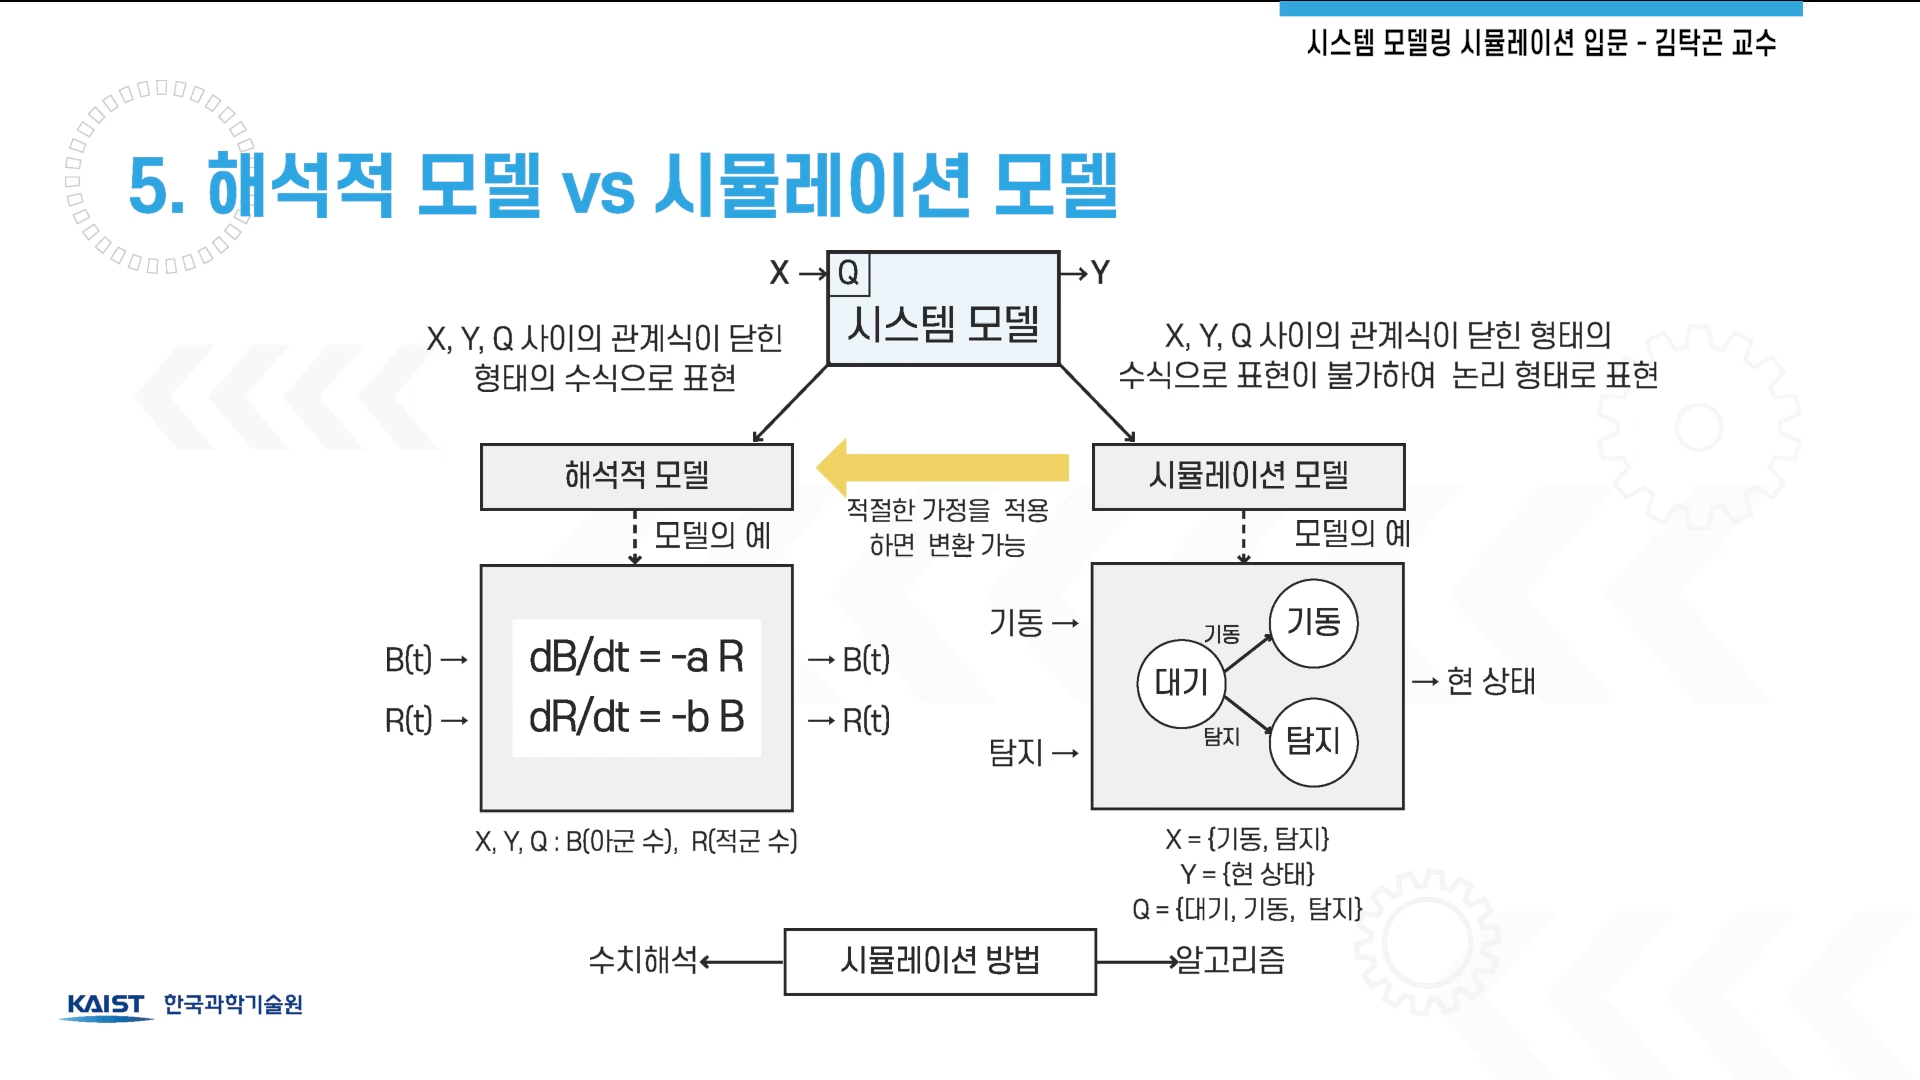 시스템 모델링 시뮬레이션 입문 - 김탁곤 교수
5. 해석적 모델 vs 시뮬레이션 모델
X → Q → Y
시스템 모델
X, Y, Q 사이의 관계식이 닫힌
형태의 수식으로 표현
X, Y, Q 사이의 관계식이 닫힌 형태의
수식으로 표현이 불가하여 논리 형태로 표현
해석적 모델
시뮬레이션 모델
적절한 가정을 적용
하면 변환 가능
모델의 예
모델의 예
B(t) →
R(t) →
dB/dt = -a R
dR/dt = -b B
→ B(t)
→ R(t)
기동 →
탐지 →
기동
기동
대기
탐지
탐지
→ 현 상태
X, Y, Q : B(아군 수), R(적군 수)
X = {기동, 탐지}
Y = {현 상태}
Q = {대기, 기동, 탐지}
수치해석
시뮬레이션 방법
알고리즘
KAIST 한국과학기술원